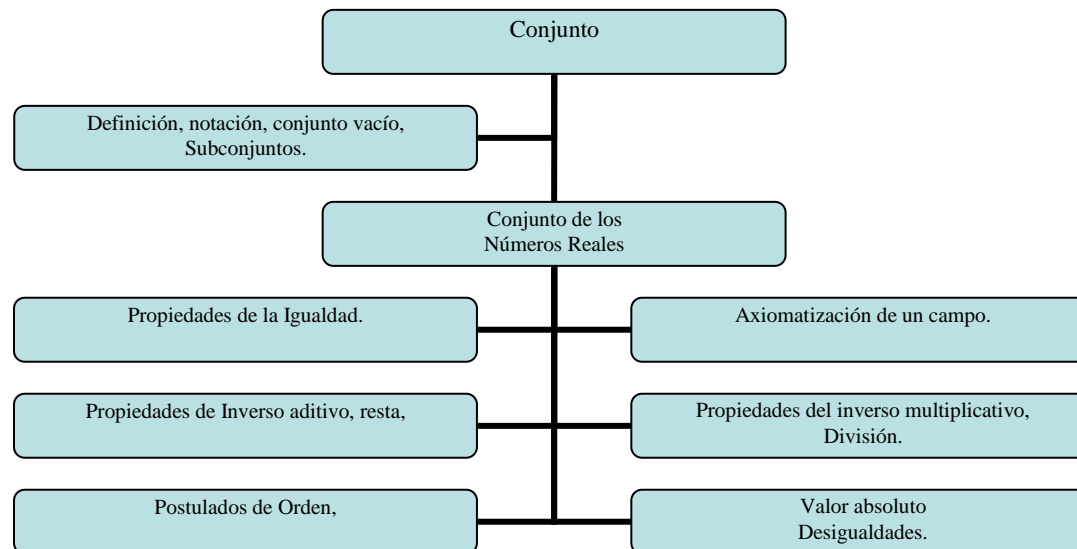 Conjunto
Definición, notación, conjunto vacío,
Subconjuntos.
Conjunto de los
Números Reales
Propiedades de la Igualdad.
Axiomatización de un campo.
Propiedades de Inverso aditivo, resta,
Propiedades del inverso multiplicativo,
División.
Postulados de Orden,
Valor absoluto
Desigualdades.